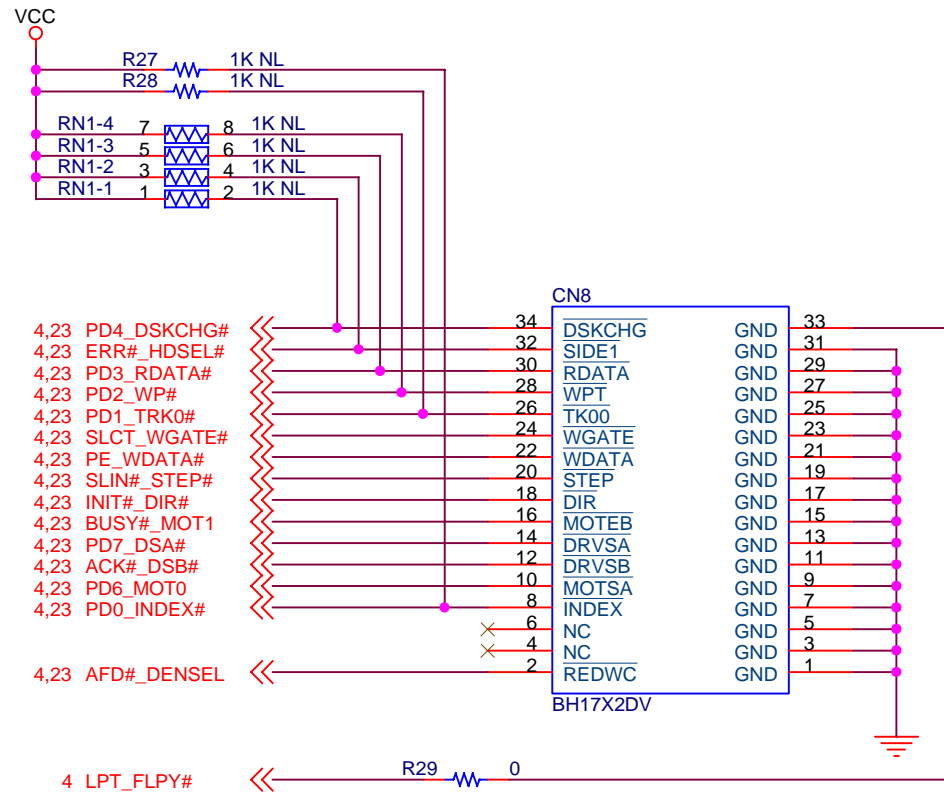 VCC
R27 1K NL
R28 1K NL
RN1-4 7 8 1K NL
RN1-3 5 6 1K NL
RN1-2 3 4 1K NL
RN1-1 1 2 1K NL
CN8
4,23 PD4_DSKCHG# 34 DSKCHG GND 33
4,23 ERR#_HDSEL# 32 SIDE1 GND 31
4,23 PD3_RDATA# 30 RDATA GND 29
4,23 PD2_WP# 28 WPT GND 27
4,23 PD1_TRK0# 26 TK00 GND 25
4,23 SLCT_WGATE# 24 WGATE GND 23
4,23 PE_WDATA# 22 WDATA GND 21
4,23 SLIN#_STEP# 20 STEP GND 19
4,23 INIT#_DIR# 18 DIR GND 17
4,23 BUSY#_MOT1 16 MOTEB GND 15
4,23 PD7_DSA# 14 DRVSA GND 13
4,23 ACK#_DSB# 12 DRVSB GND 11
4,23 PD6_MOT0 10 MOTSA GND 9
4,23 PD0_INDEX# 8 INDEX GND 7
6 NC GND 5
4 NC GND 3
4,23 AFD#_DENSEL 2 REDWC GND 1
BH17X2DV
4 LPT_FLPY# R29 0